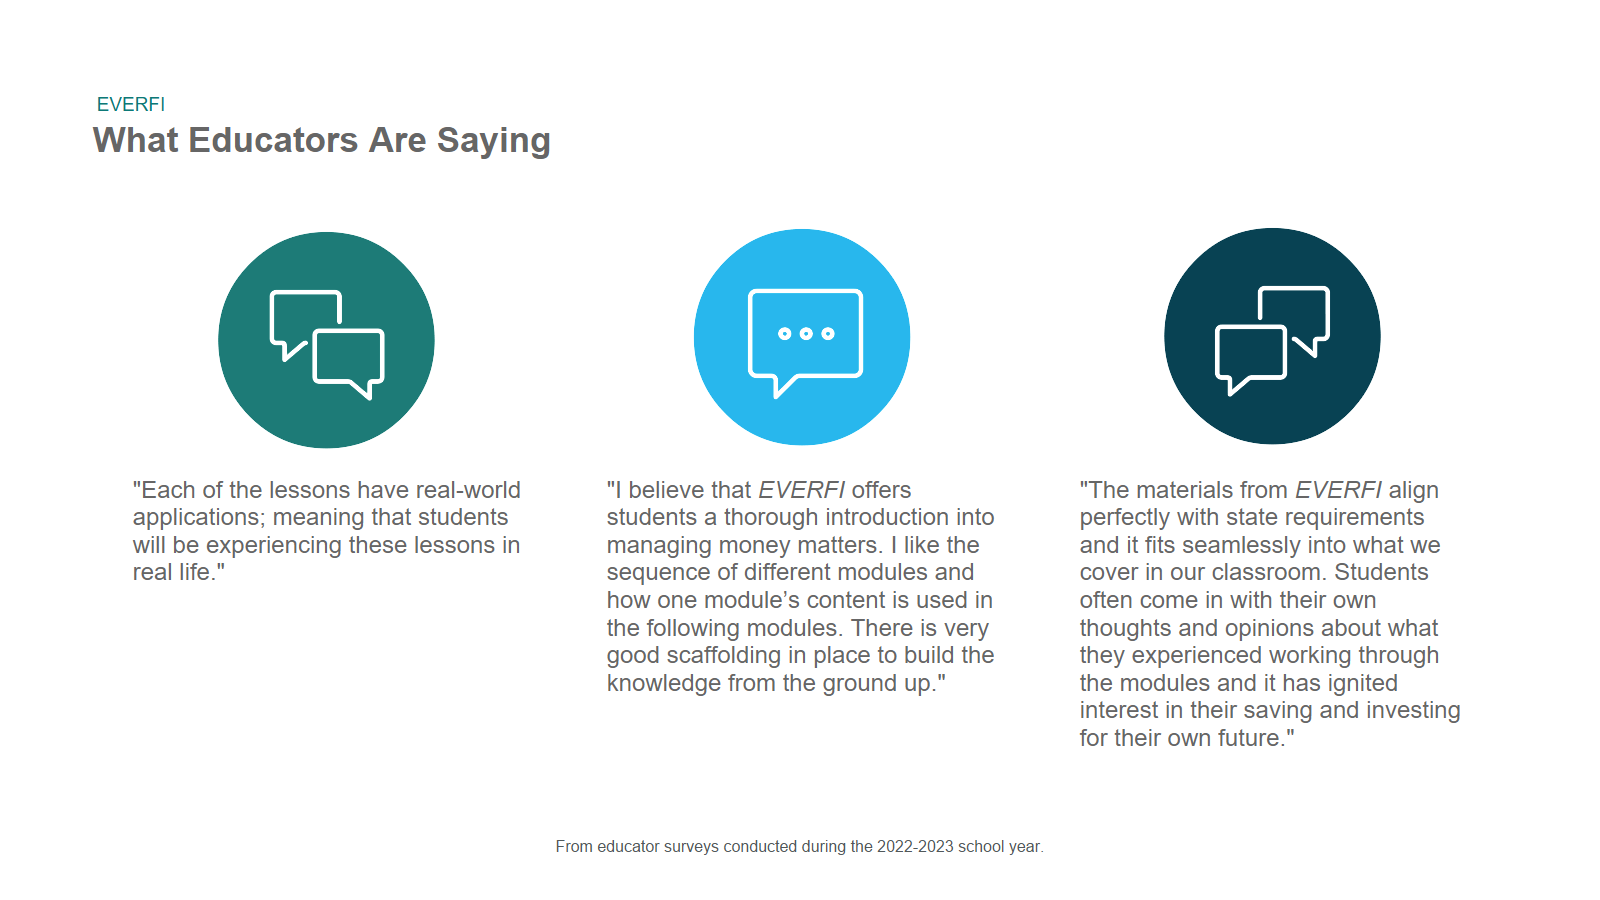 EVERFI
What Educators Are Saying
"Each of the lessons have real-world
applications; meaning that students
will be experiencing these lessons in
real life."
"I believe that EVERFI offers
students a thorough introduction into
managing money matters. I like the
sequence of different modules and
how one module’s content is used in
the following modules. There is very
good scaffolding in place to build the
knowledge from the ground up."
"The materials from EVERFI align
perfectly with state requirements
and it fits seamlessly into what we
cover in our classroom. Students
often come in with their own
thoughts and opinions about what
they experienced working through
the modules and it has ignited
interest in their saving and investing
for their own future."
From educator surveys conducted during the 2022-2023 school year.